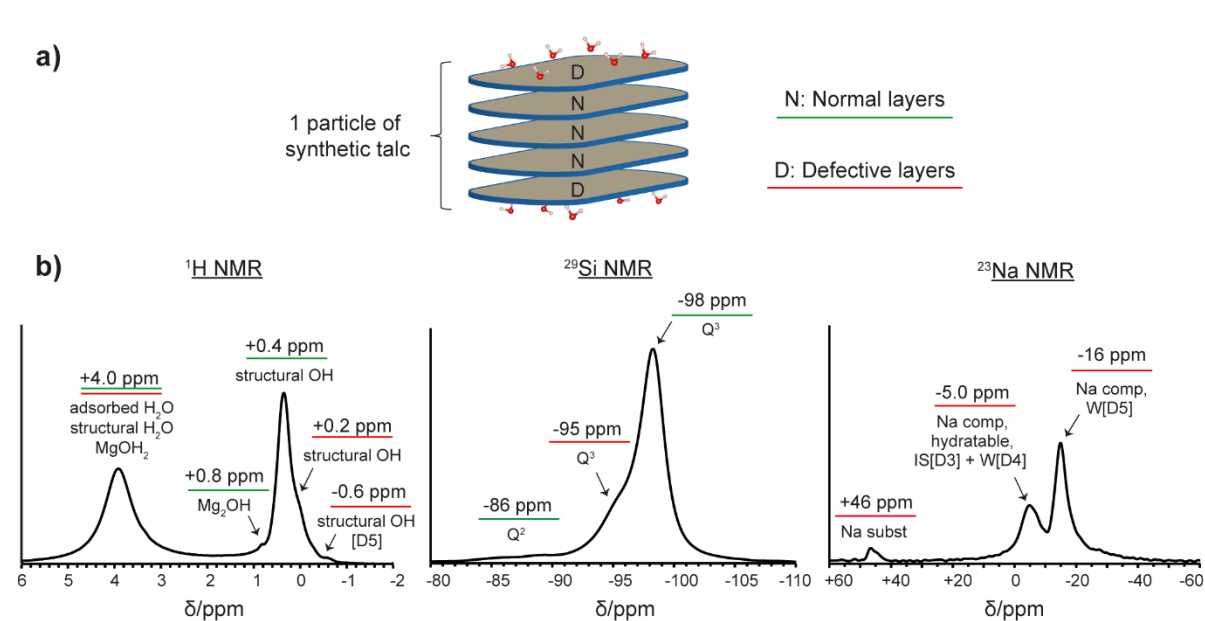 a)
1 particle of
synthetic talc
D
N
N
N
D
N: Normal layers
D: Defective layers
b)
¹H NMR
+4.0 ppm
adsorbed H₂O
structural H₂O
MgOH₂
+0.4 ppm
structural OH
+0.8 ppm
Mg₂OH
+0.2 ppm
structural OH
-0.6 ppm
structural OH
[D5]
6 5 4 3 2 1 0 -1 -2
δ/ppm
²⁹Si NMR
-98 ppm
Q³
-95 ppm
Q³
-86 ppm
Q²
-80 -85 -90 -95 -100 -105 -110
δ/ppm
²³Na NMR
-16 ppm
Na comp,
W[D5]
-5.0 ppm
Na comp,
hydratable,
IS[D3] + W[D4]
+46 ppm
Na subst
+60 +40 +20 0 -20 -40 -60
δ/ppm